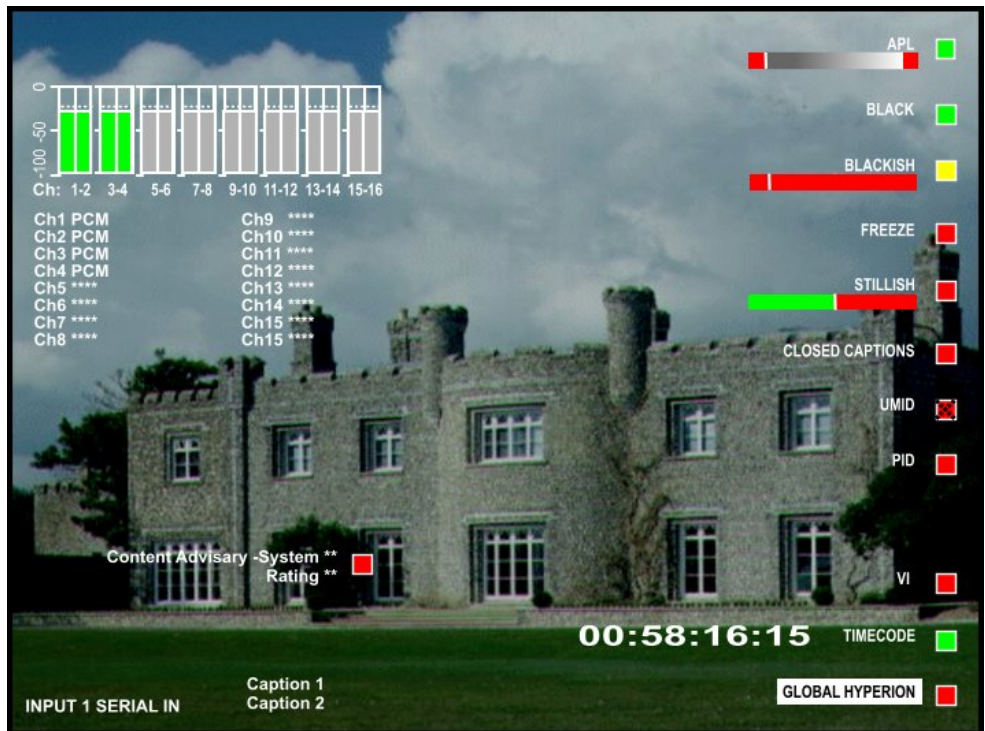 APL
0
-50
-100
BLACK
BLACKISH
Ch: 1-2 3-4 5-6 7-8 9-10 11-12 13-14 15-16
Ch1 PCM
Ch2 PCM
Ch3 PCM
Ch4 PCM
Ch5 ****
Ch6 ****
Ch7 ****
Ch8 ****
Ch9 ****
Ch10 ****
Ch11 ****
Ch12 ****
Ch13 ****
Ch14 ****
Ch15 ****
Ch15 ****
FREEZE
STILLISH
CLOSED CAPTIONS
UMID
PID
Content Advisary -System **
Rating **
VI
00:58:16:15 TIMECODE
Caption 1
Caption 2
GLOBAL HYPERION
INPUT 1 SERIAL IN